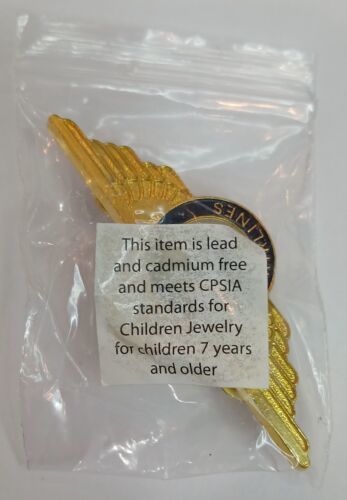 This item is lead
and cadmium free
and meets CPSIA
standards for
Children Jewelry
for children 7 years
and older
LINES